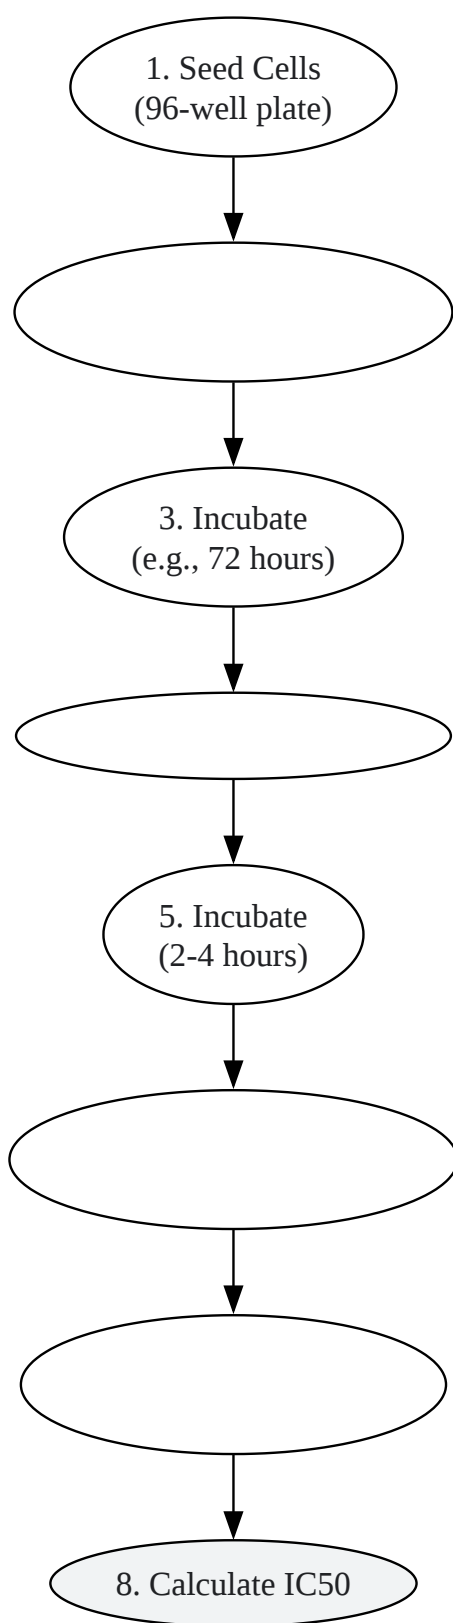 1. Seed Cells
(96-well plate)
3. Incubate
(e.g., 72 hours)
5. Incubate
(2-4 hours)
8. Calculate IC50